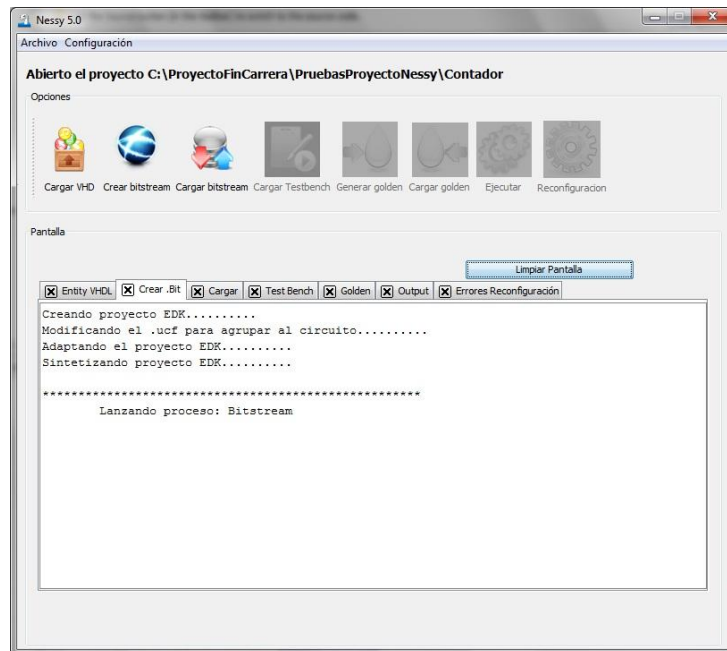 Nessy 5.0
Archivo Configuración
Abierto el proyecto C:\ProyectoFinCarrera\PruebasProyectoNessy\Contador
Opciones
Cargar VHD Crear bitstream Cargar bitstream Cargar Testbench Generar golden Cargar golden Ejecutar Reconfiguracion
Pantalla
Limpiar Pantalla
Entity VHDL Crear .Bit Cargar Test Bench Golden Output Errores Reconfiguración
Creando proyecto EDK..........
Modificando el .ucf para agrupar al circuito..........
Adaptando el proyecto EDK..........
Sintetizando proyecto EDK..........
****************************************************
Lanzando proceso: Bitstream